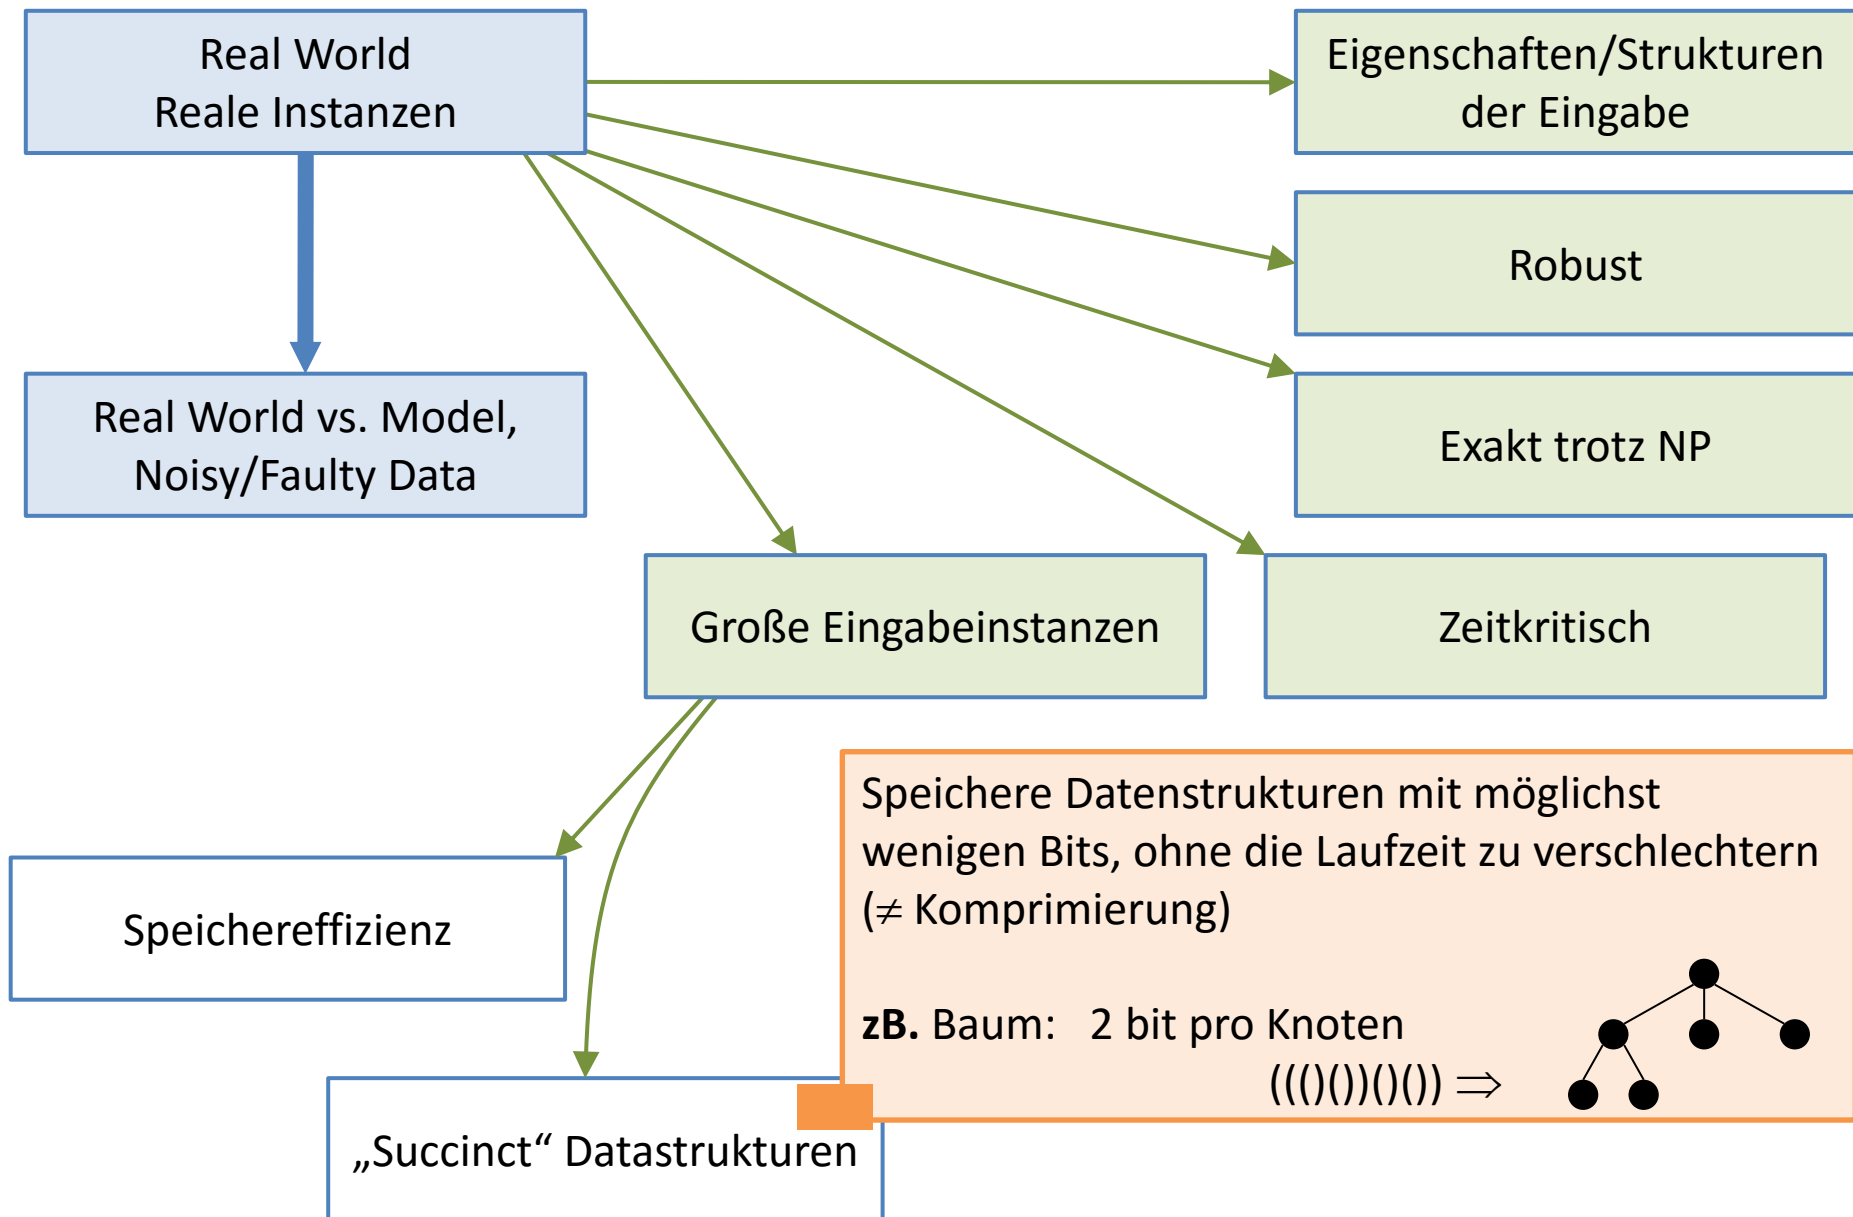 Real World
Reale Instanzen
Eigenschaften/Strukturen
der Eingabe
Robust
Real World vs. Model,
Noisy/Faulty Data
Exakt trotz NP
Große Eingabeinstanzen
Zeitkritisch
Speichere Datenstrukturen mit möglichst
wenigen Bits, ohne die Laufzeit zu verschlechtern
(≠ Komprimierung)
Speichereffizienz
zB. Baum: 2 bit pro Knoten
((()())()()) ⇒
„Succinct“ Datastrukturen